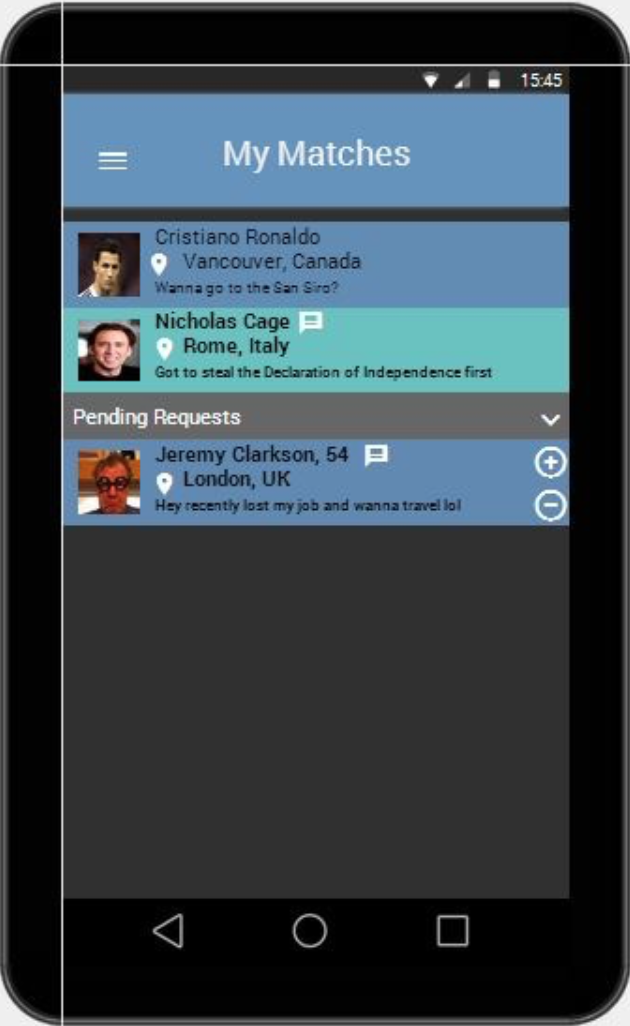 15:45
My Matches
Cristiano Ronaldo
Vancouver, Canada
Wanna go to the San Siro?
Nicholas Cage
Rome, Italy
Got to steal the Declaration of Independence first
Pending Requests
Jeremy Clarkson, 54
London, UK
Hey recently lost my job and wanna travel lol